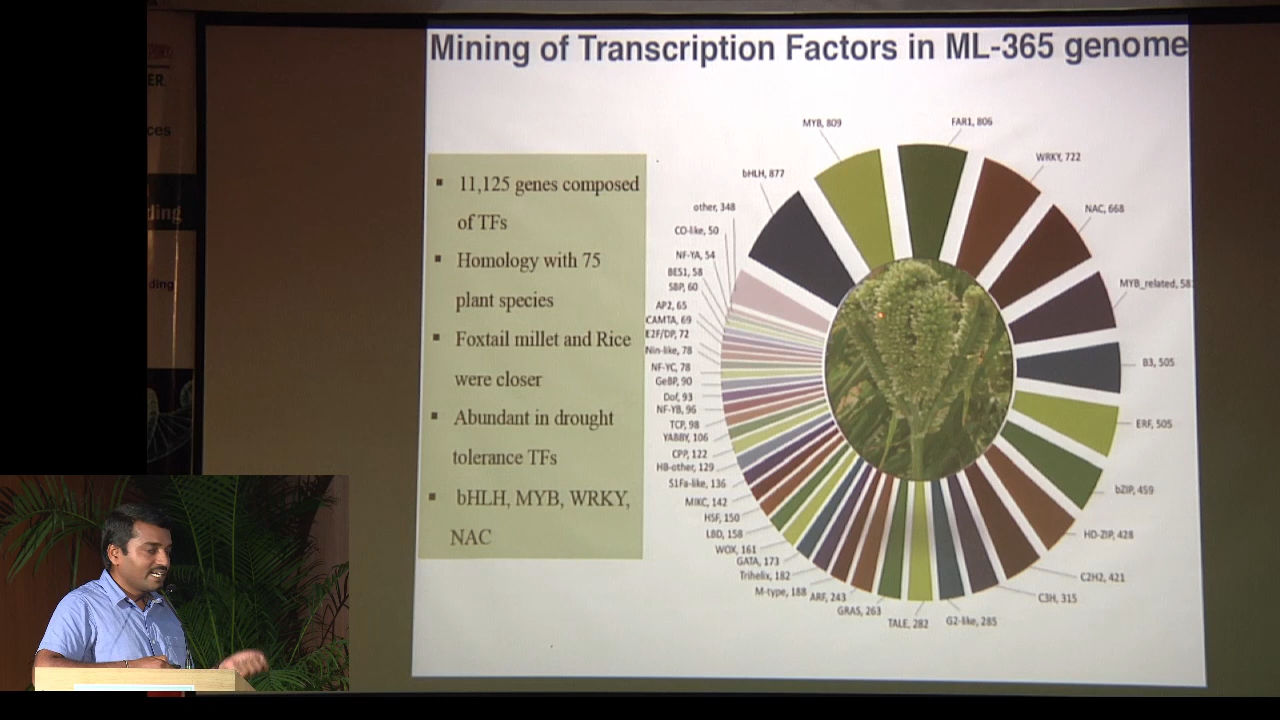 Mining of Transcription Factors in ML-365 genome
▪ 11,125 genes composed
of TFs
▪ Homology with 75
plant species
▪ Foxtail millet and Rice
were closer
▪ Abundant in drought
tolerance TFs
▪ bHLH, MYB, WRKY,
NAC
MYB, 809
FAR1, 806
WRKY, 722
NAC, 668
MYB_related, 58
B3, 505
ERF, 505
bZIP, 459
HD-ZIP, 428
C2H2, 421
C3H, 315
G2-like, 285
TALE, 282
GRAS, 263
ARF, 243
M-type, 188
Trihelix, 182
GATA, 173
WOX, 161
LBD, 158
HSF, 150
MIKC, 142
S1Fa-like, 136
HB-other, 129
CPP, 122
YABBY, 106
TCP, 98
NF-YB, 96
Dof, 93
GeBP, 90
NF-YC, 78
Nin-like, 78
E2F/DP, 72
CAMTA, 69
AP2, 65
SBP, 60
BES1, 58
NF-YA, 54
CO-like, 50
other, 348
bHLH, 877
ER.
ces
ding
ding